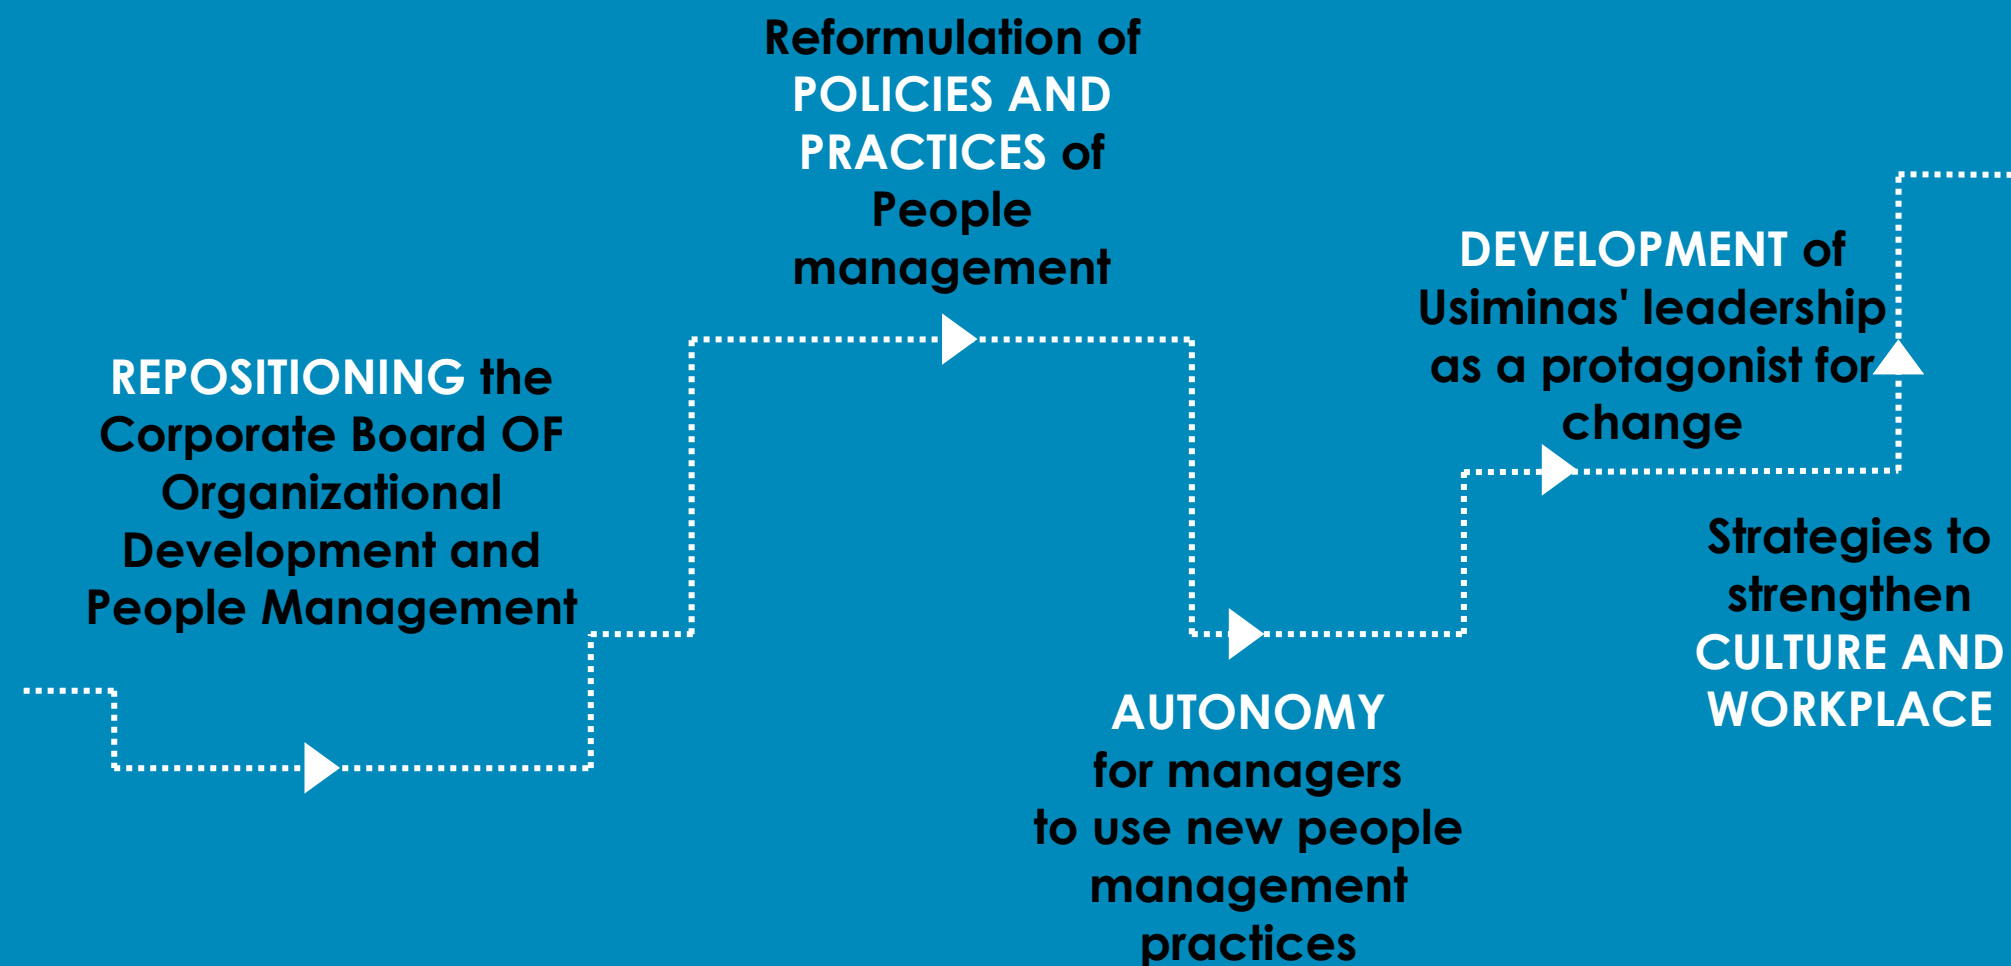 REPOSITIONING the
Corporate Board OF
Organizational
Development and
People Management
Reformulation of
POLICIES AND
PRACTICES of
People
management
AUTONOMY
for managers
to use new people
management
practices
DEVELOPMENT of
Usiminas' leadership
as a protagonist for
change
Strategies to
strengthen
CULTURE AND
WORKPLACE